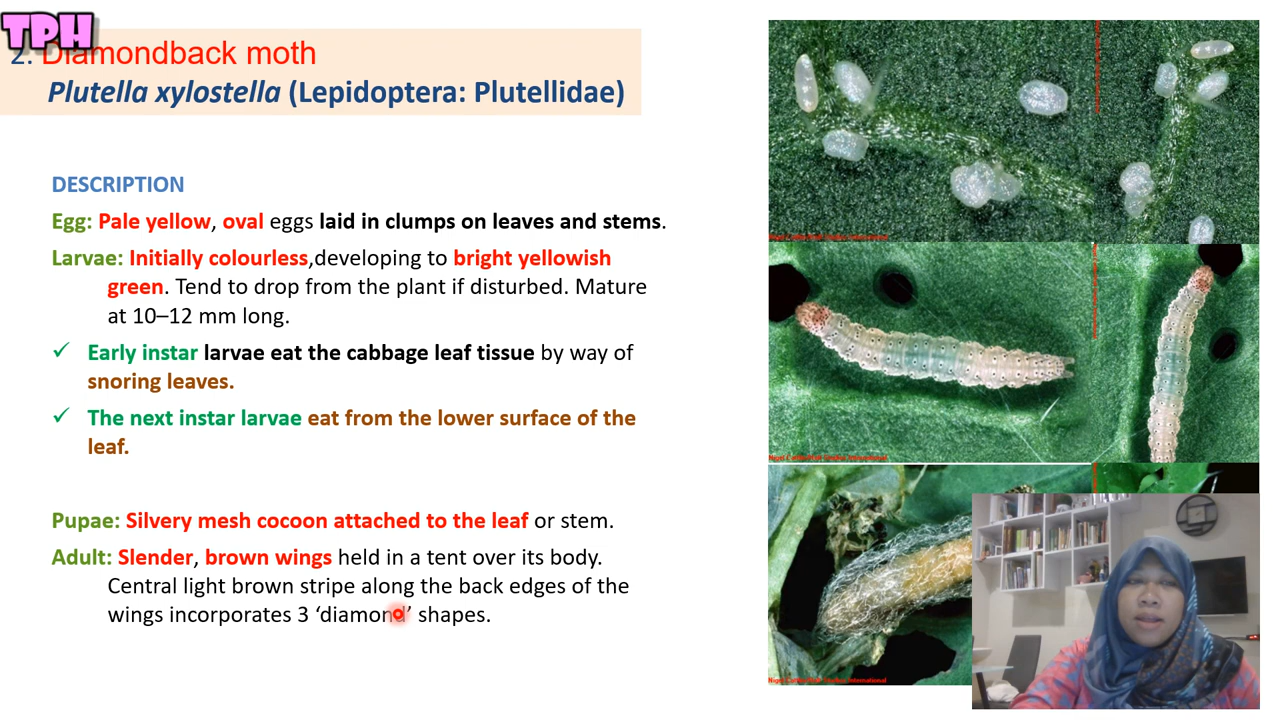 TPH
2. Diamondback moth
Plutella xylostella (Lepidoptera: Plutellidae)
DESCRIPTION
Egg: Pale yellow, oval eggs laid in clumps on leaves and stems.
Larvae: Initially colourless,developing to bright yellowish
green. Tend to drop from the plant if disturbed. Mature
at 10–12 mm long.
✓ Early instar larvae eat the cabbage leaf tissue by way of
snoring leaves.
✓ The next instar larvae eat from the lower surface of the
leaf.
Pupae: Silvery mesh cocoon attached to the leaf or stem.
Adult: Slender, brown wings held in a tent over its body.
Central light brown stripe along the back edges of the
wings incorporates 3 ‘diamond’ shapes.